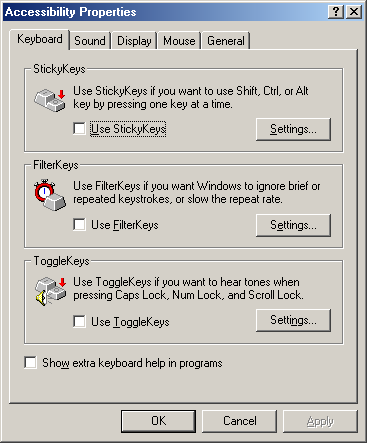 Accessibility Properties
Keyboard Sound Display Mouse General
StickyKeys
Use StickyKeys if you want to use Shift, Ctrl, or Alt
key by pressing one key at a time.
Use StickyKeys Settings...
FilterKeys
Use FilterKeys if you want Windows to ignore brief or
repeated keystrokes, or slow the repeat rate.
Use FilterKeys Settings...
ToggleKeys
Use ToggleKeys if you want to hear tones when
pressing Caps Lock, Num Lock, and Scroll Lock.
Use ToggleKeys Settings...
Show extra keyboard help in programs
OK Cancel Apply